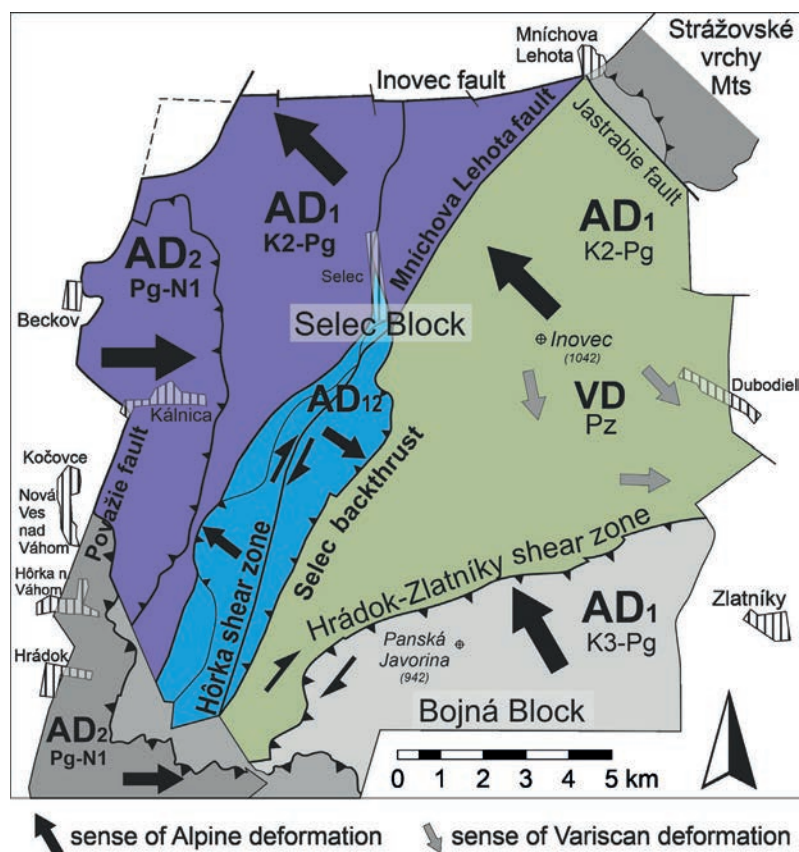 Mníchova
Lehota
Strážovské
vrchy
Mts
Inovec fault
Jastrabie fault
Mníchova Lehota fault
AD1
K2-Pg
AD1
K2-Pg
AD2
Pg-N1
Selec
Beckov
Selec Block
Inovec
(1042)
VD
Pz
Dubodiel
Kálnica
AD12
Kočovce
Nová
Ves
nad
Váhom
Považie fault
Selec backthrust
Hôrka shear zone
Hrádok-Zlatníky shear zone
Hôrka n.
Váhom
Hrádok
AD1
K3-Pg
Zlatníky
Panská
Javorina
(942)
Bojná Block
AD2
Pg-N1
0 1 2 3 4 5 km
sense of Alpine deformation
sense of Variscan deformation